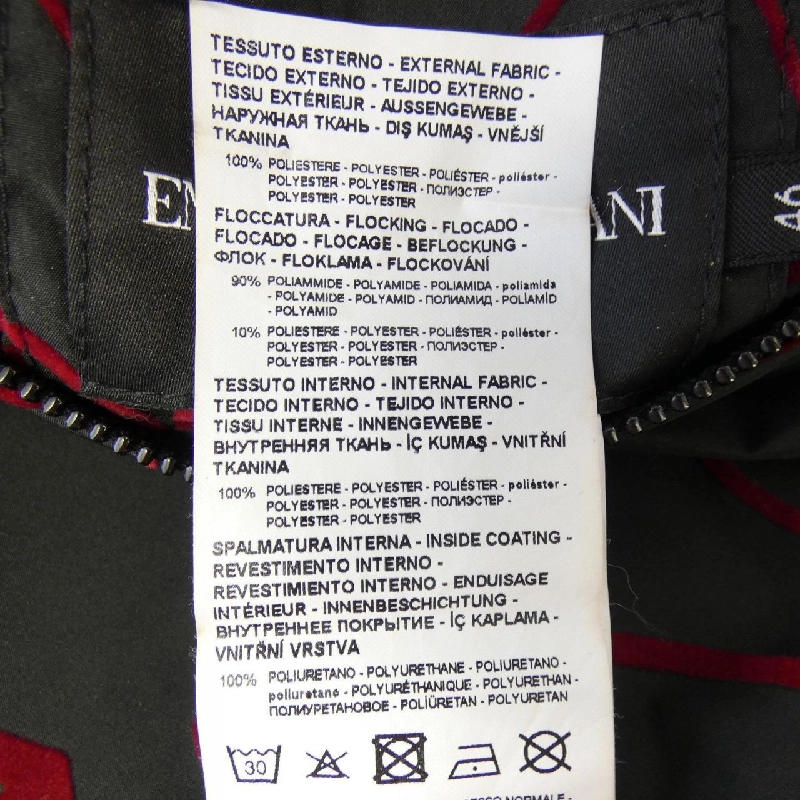 TESSUTO ESTERNO - EXTERNAL FABRIC -
TECIDO EXTERNO - TEJIDO EXTERNO -
TISSU EXTÉRIEUR - AUSSENGEWEBE -
НАРУЖНАЯ ТКАНЬ - DIŞ KUMAŞ - VNĚJŠÍ
TKANINA
100% POLIESTERE - POLYESTER - POLIÉSTER - poliéster -
POLYESTER - POLYESTER - ПОЛИЭСТЕР -
POLYESTER - POLYESTER
FLOCCATURA - FLOCKING - FLOCADO -
FLOCADO - FLOCAGE - BEFLOCKUNG -
ФЛОК - FLOKLAMA - FLOCKOVÁNÍ
90% POLIAMMIDE - POLYAMIDE - POLIAMIDA - poliamida
- POLYAMIDE - POLYAMID - ПОЛИАМИД - POLİAMİD
- POLYAMID
10% POLIESTERE - POLYESTER - POLIÉSTER - poliéster -
POLYESTER - POLYESTER - ПОЛИЭСТЕР -
POLYESTER - POLYESTER
TESSUTO INTERNO - INTERNAL FABRIC -
TECIDO INTERNO - TEJIDO INTERNO -
TISSU INTERNE - INNENGEWEBE -
ВНУТРЕННЯЯ ТКАНЬ - İÇ KUMAŞ - VNITŘNÍ
TKANINA
100% POLIESTERE - POLYESTER - POLIÉSTER - poliéster -
POLYESTER - POLYESTER - ПОЛИЭСТЕР -
POLYESTER - POLYESTER
SPALMATURA INTERNA - INSIDE COATING -
REVESTIMENTO INTERNO -
REVESTIMIENTO INTERNO - ENDUISAGE
INTÉRIEUR - INNENBESCHICHTUNG -
ВНУТРЕННЕЕ ПОКРЫТИЕ - İÇ KAPLAMA -
VNITŘNÍ VRSTVA
100% POLIURETANO - POLYURETHANE - POLIURETANO -
poliuretano - POLYURÉTHANIQUE - POLYURETHAN -
ПОЛИУРЕТАНОВОЕ - POLİÜRETAN - POLYURETAN
30
EM
ANI